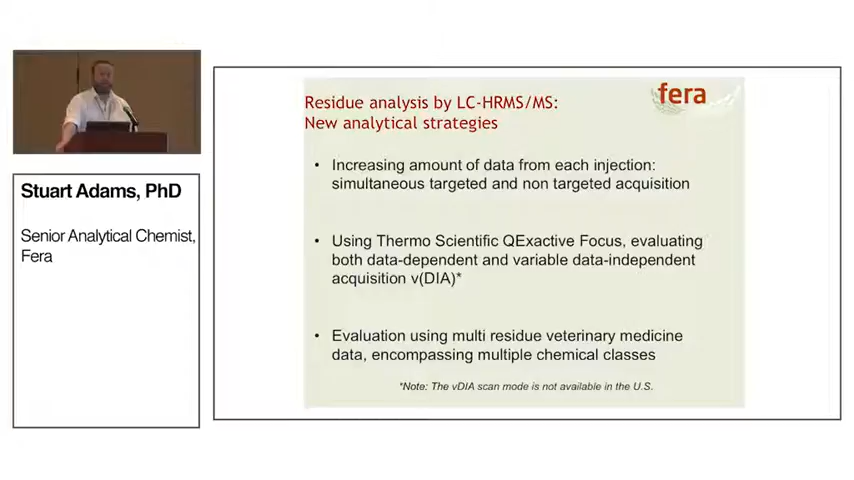 fera
Residue analysis by LC-HRMS/MS:
New analytical strategies
• Increasing amount of data from each injection:
simultaneous targeted and non targeted acquisition
Stuart Adams, PhD
Senior Analytical Chemist,
Fera
• Using Thermo Scientific QExactive Focus, evaluating
both data-dependent and variable data-independent
acquisition v(DIA)*
• Evaluation using multi residue veterinary medicine
data, encompassing multiple chemical classes
*Note: The vDIA scan mode is not available in the U.S.